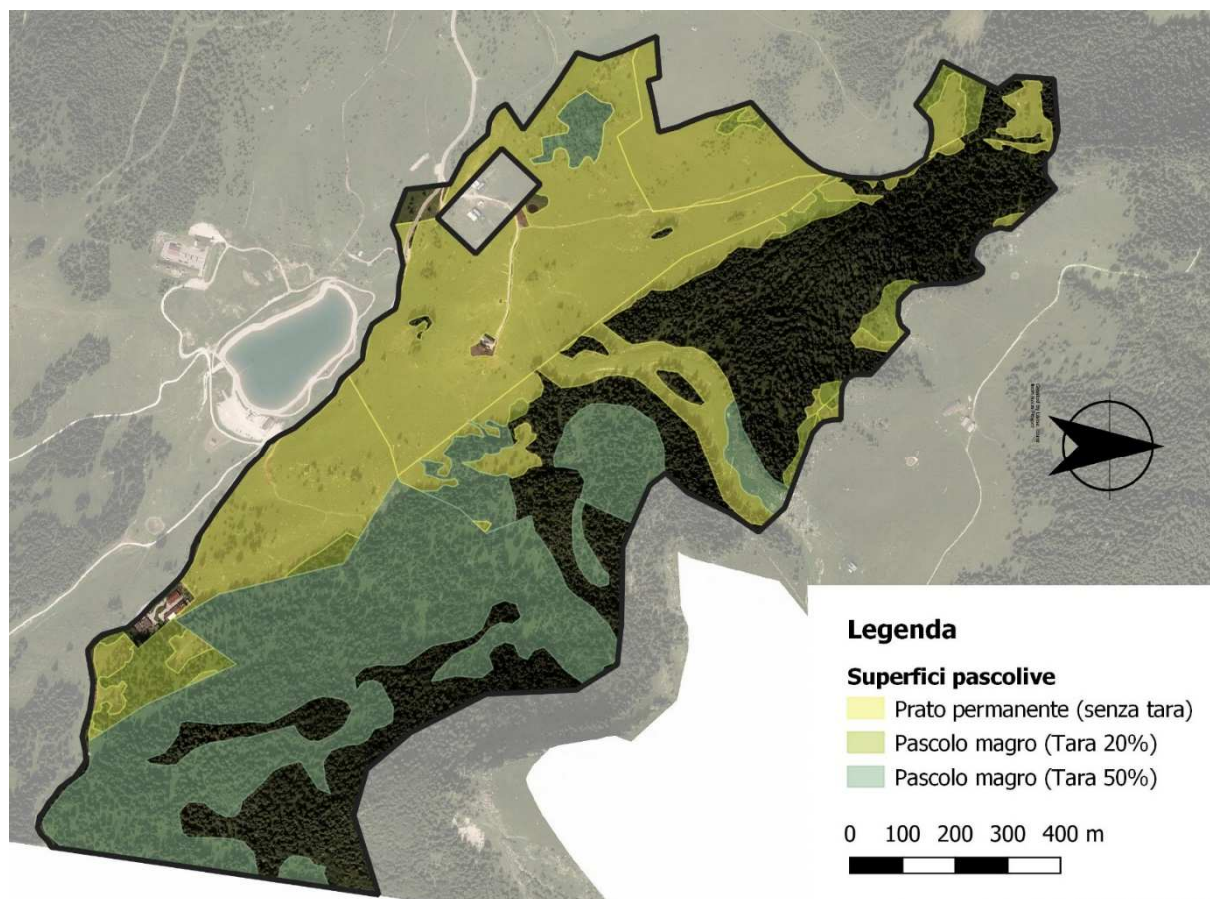 Legenda
Superfici pascolive
Prato permanente (senza tara)
Pascolo magro (Tara 20%)
Pascolo magro (Tara 50%)
0 100 200 300 400 m